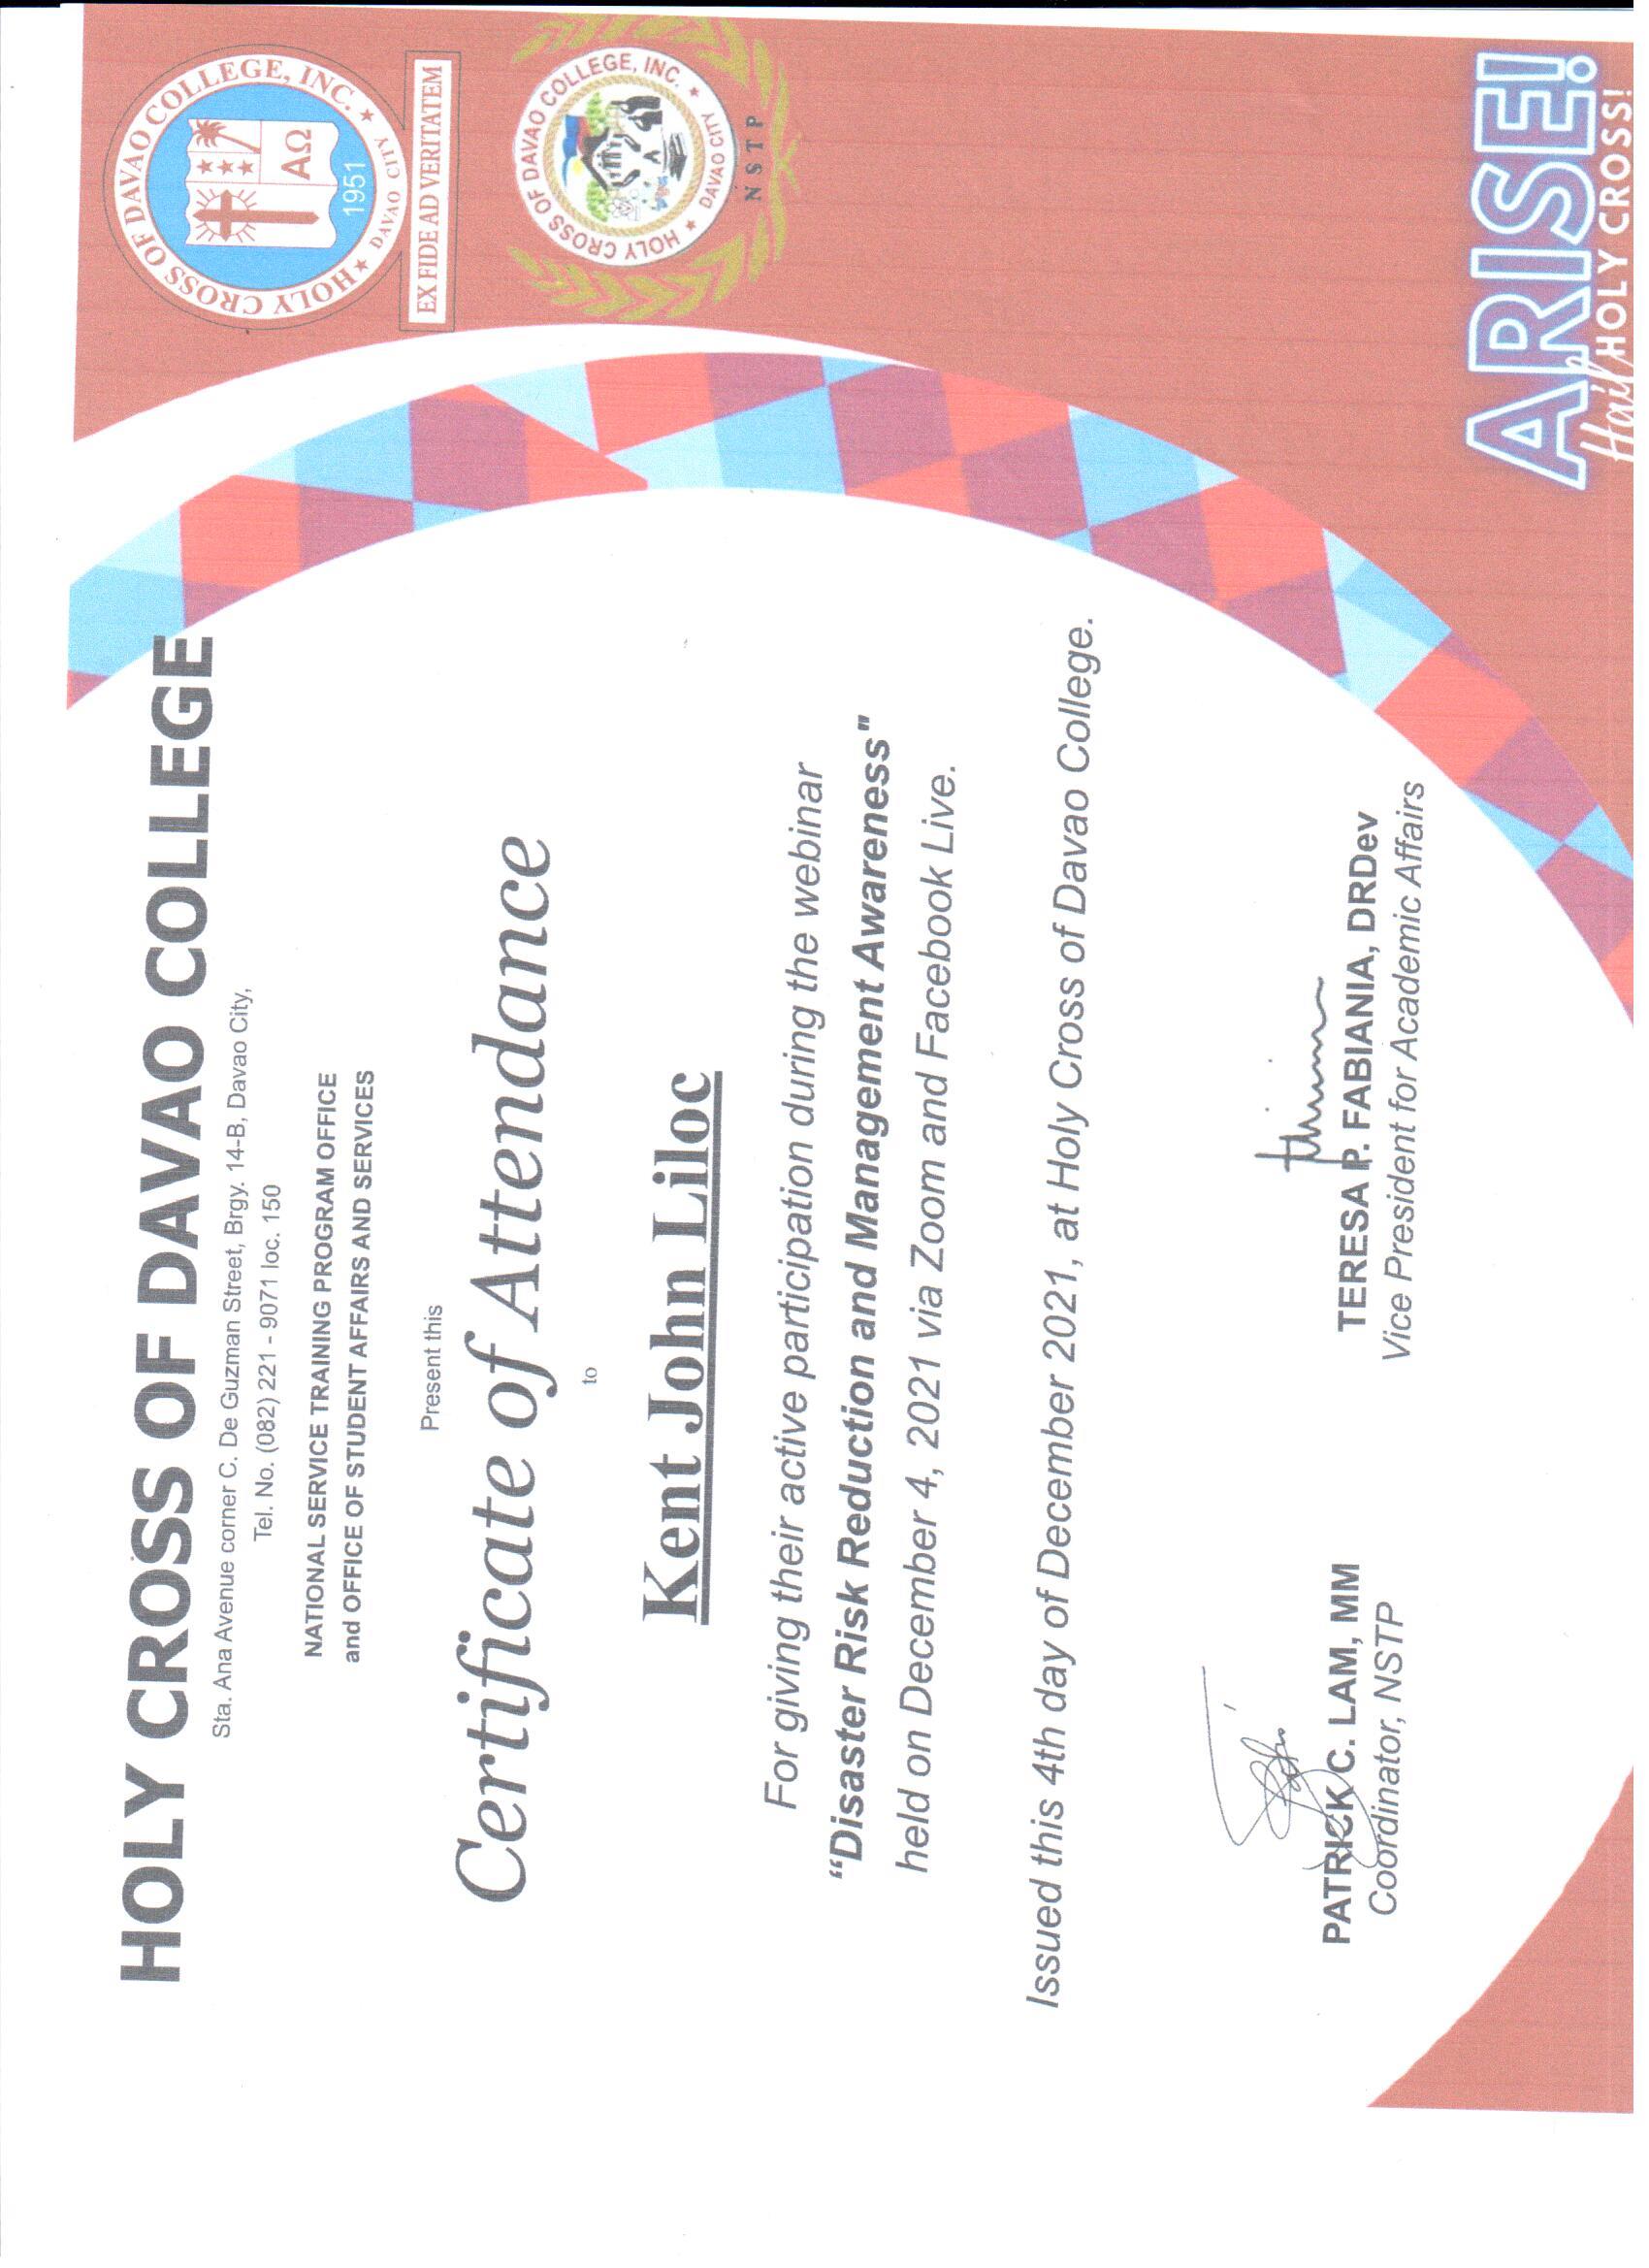 HOLY CROSS OF DAVAO COLLEGE
Sta. Ana Avenue corner C. De Guzman Street, Brgy. 14-B, Davao City,
Tel. No. (082) 221 - 9071 loc. 150
NATIONAL SERVICE TRAINING PROGRAM OFFICE
and OFFICE OF STUDENT AFFAIRS AND SERVICES
Present this
Certificate of Attendance
to
Kent John Liloc
For giving their active participation during the webinar
“Disaster Risk Reduction and Management Awareness"
held on December 4, 2021 via Zoom and Facebook Live.
Issued this 4th day of December 2021, at Holy Cross of Davao College.
PATRICK C. LAM, MM
Coordinator, NSTP
TERESA P. FABIANIA, DRDev
Vice President for Academic Affairs
HOLY CROSS OF DAVAO COLLEGE, INC.
ΑΩ
1951
DAVAO CITY
EX FIDE AD VERITATEM
HOLY CROSS OF DAVAO COLLEGE, INC.
DAVAO CITY
NSTP
ARISE!
Hail HOLY CROSS!